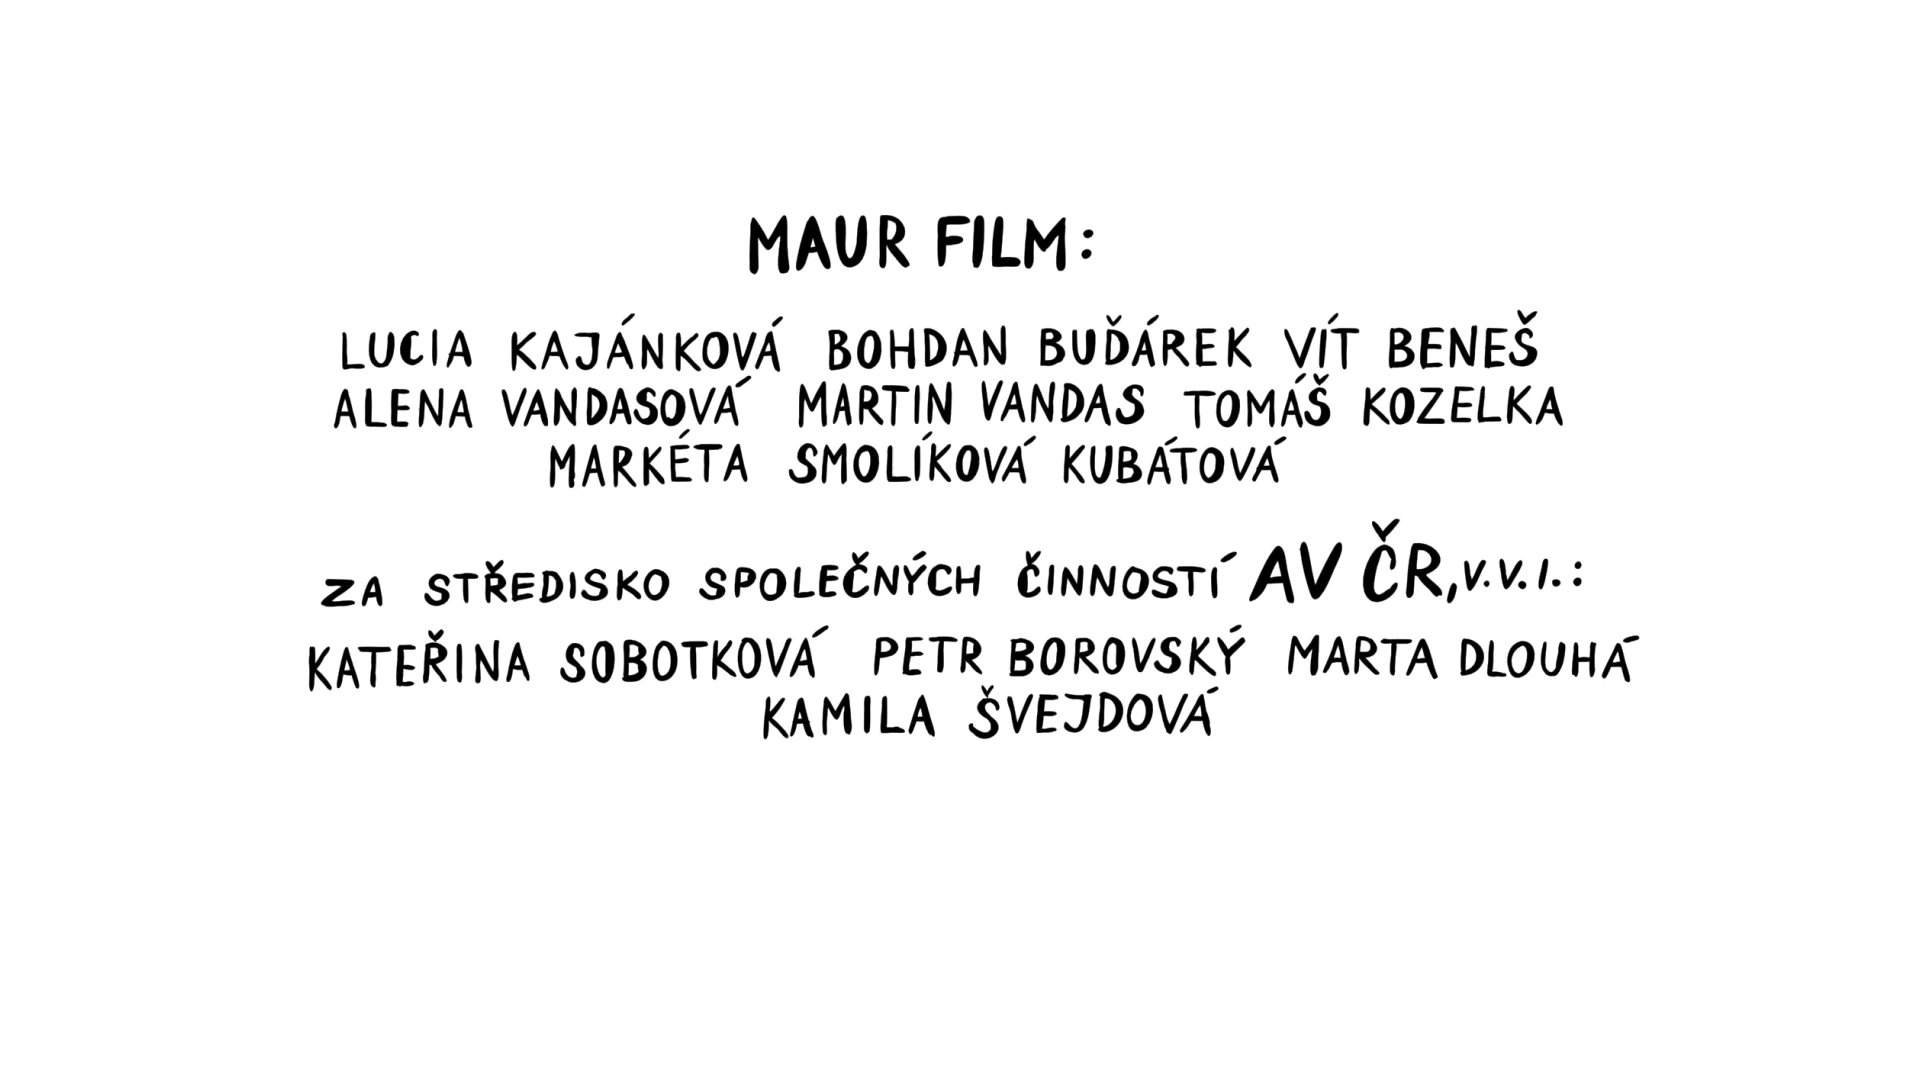 MAUR FILM:
LUCIA KAJÁNKOVÁ BOHDAN BUĎÁREK VÍT BENEŠ
ALENA VANDASOVÁ MARTIN VANDAS TOMÁŠ KOZELKA
MARKÉTA SMOLÍKOVÁ KUBÁTOVÁ
ZA STŘEDISKO SPOLEČNÝCH ČINNOSTÍ AV ČR, V. V. I.:
KATEŘINA SOBOTKOVÁ PETR BOROVSKÝ MARTA DLOUHÁ
KAMILA ŠVEJDOVÁ